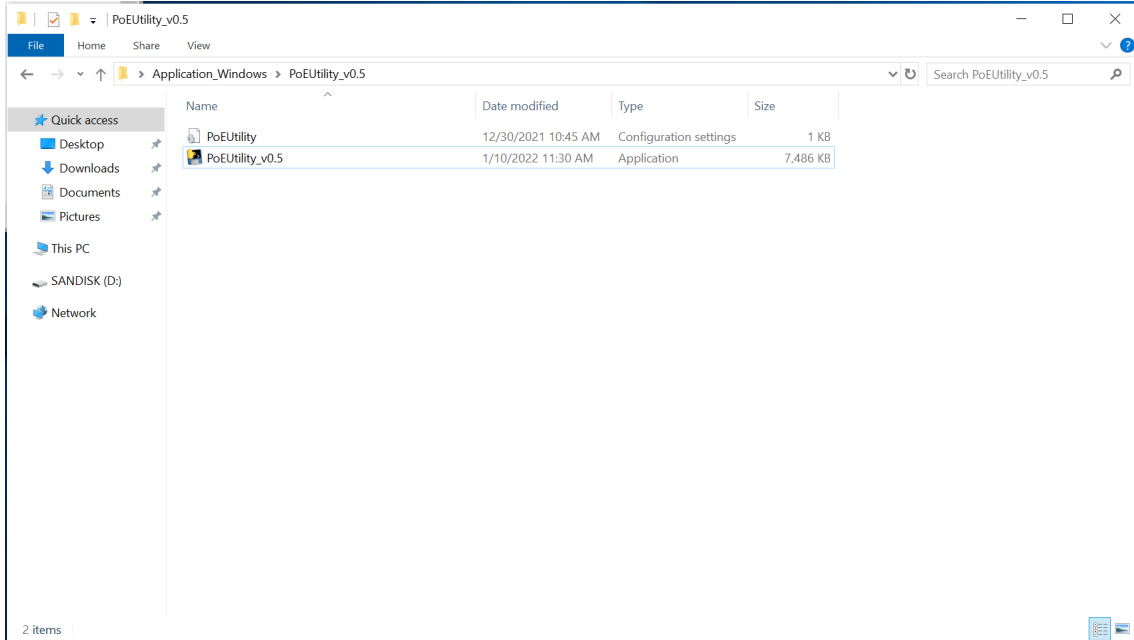 PoEUtility_v0.5
File Home Share View
Application_Windows > PoEUtility_v0.5
Search PoEUtility_v0.5
Name Date modified Type Size
Quick access
Desktop
Downloads
Documents
Pictures
This PC
SANDISK (D:)
Network
PoEUtility 12/30/2021 10:45 AM Configuration settings 1 KB
PoEUtility_v0.5 1/10/2022 11:30 AM Application 7,486 KB
2 items